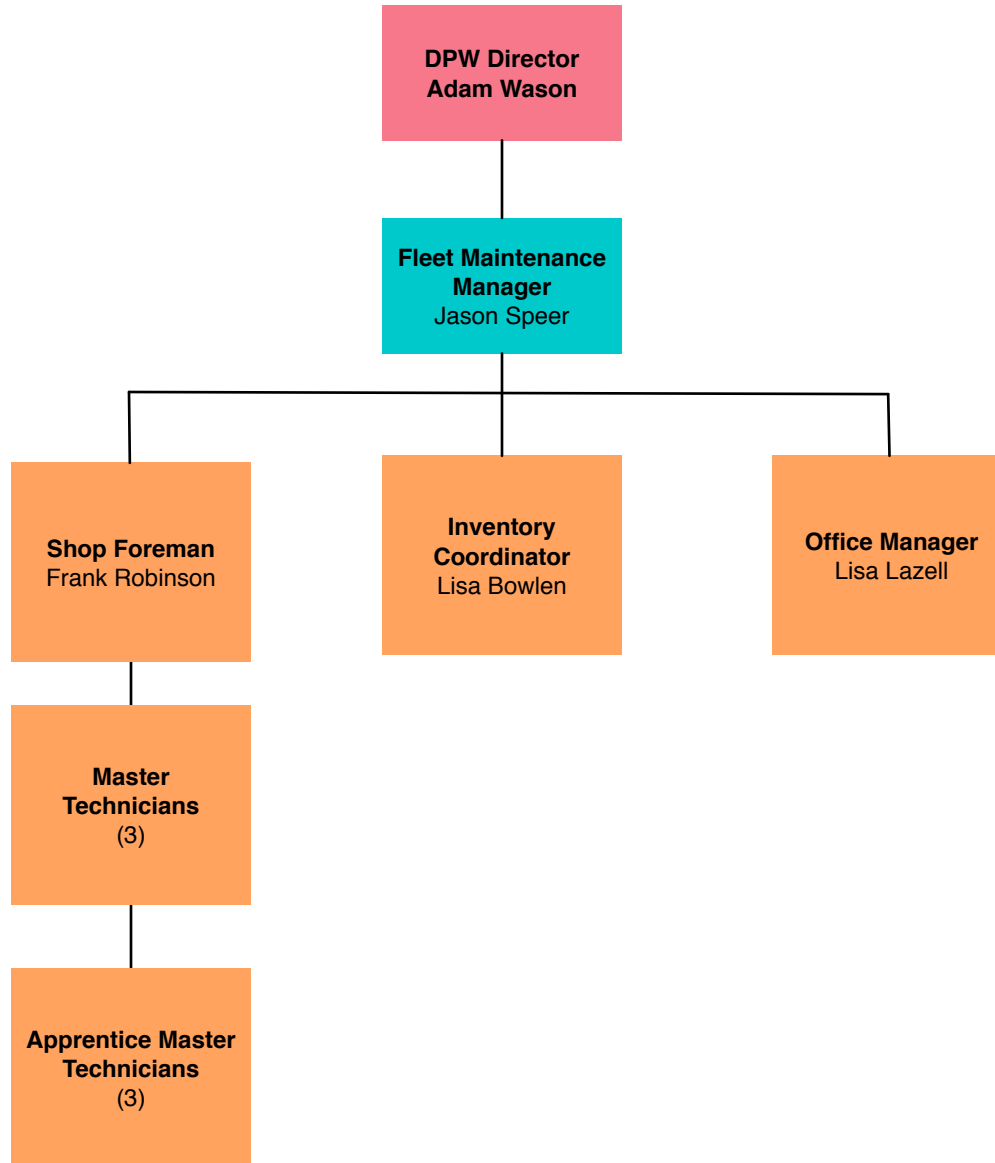 DPW Director
Adam Wason
Fleet Maintenance
Manager
Jason Speer
Shop Foreman
Frank Robinson
Inventory
Coordinator
Lisa Bowlen
Office Manager
Lisa Lazell
Master
Technicians
(3)
Apprentice Master
Technicians
(3)